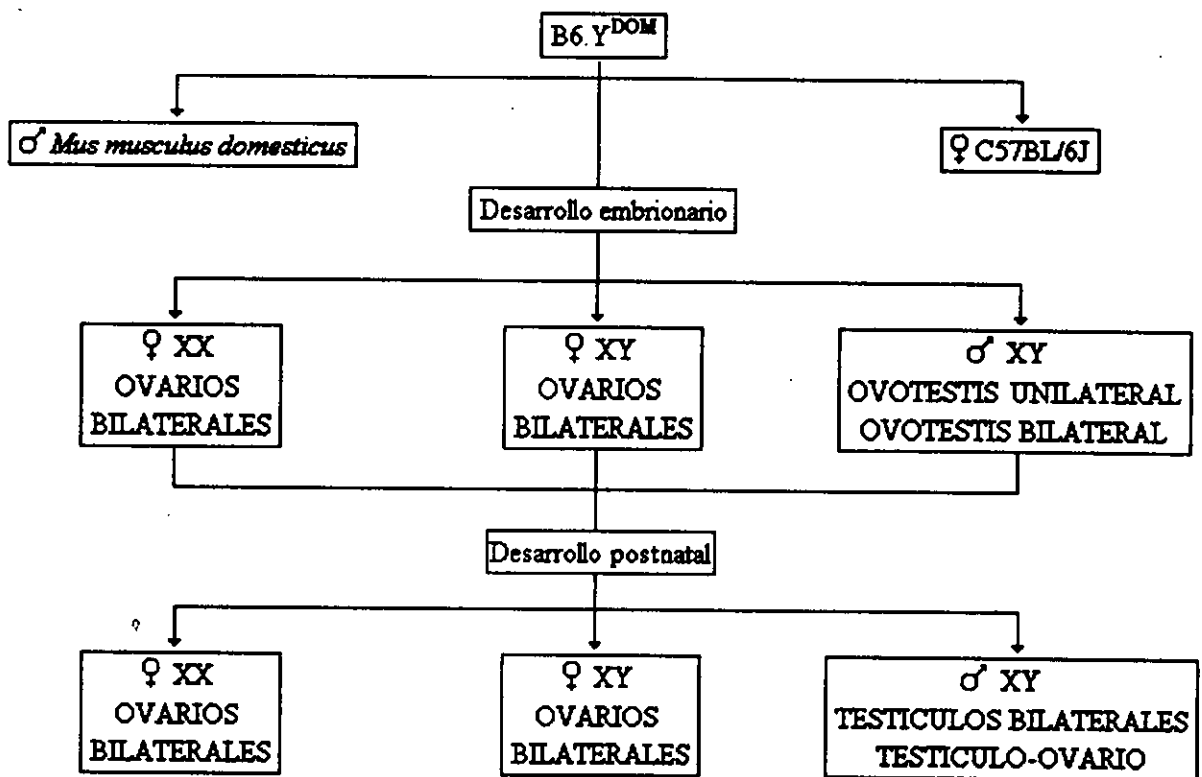 B6.Y^DOM
♂ Mus musculus domesticus
♀ C57BL/6J
Desarrollo embrionario
♀ XX
OVARIOS
BILATERALES
♀ XY
OVARIOS
BILATERALES
♂ XY
OVOTESTIS UNILATERAL
OVOTESTIS BILATERAL
Desarrollo postnatal
♀ XX
OVARIOS
BILATERALES
♀ XY
OVARIOS
BILATERALES
♂ XY
TESTICULOS BILATERALES
TESTICULO-OVARIO